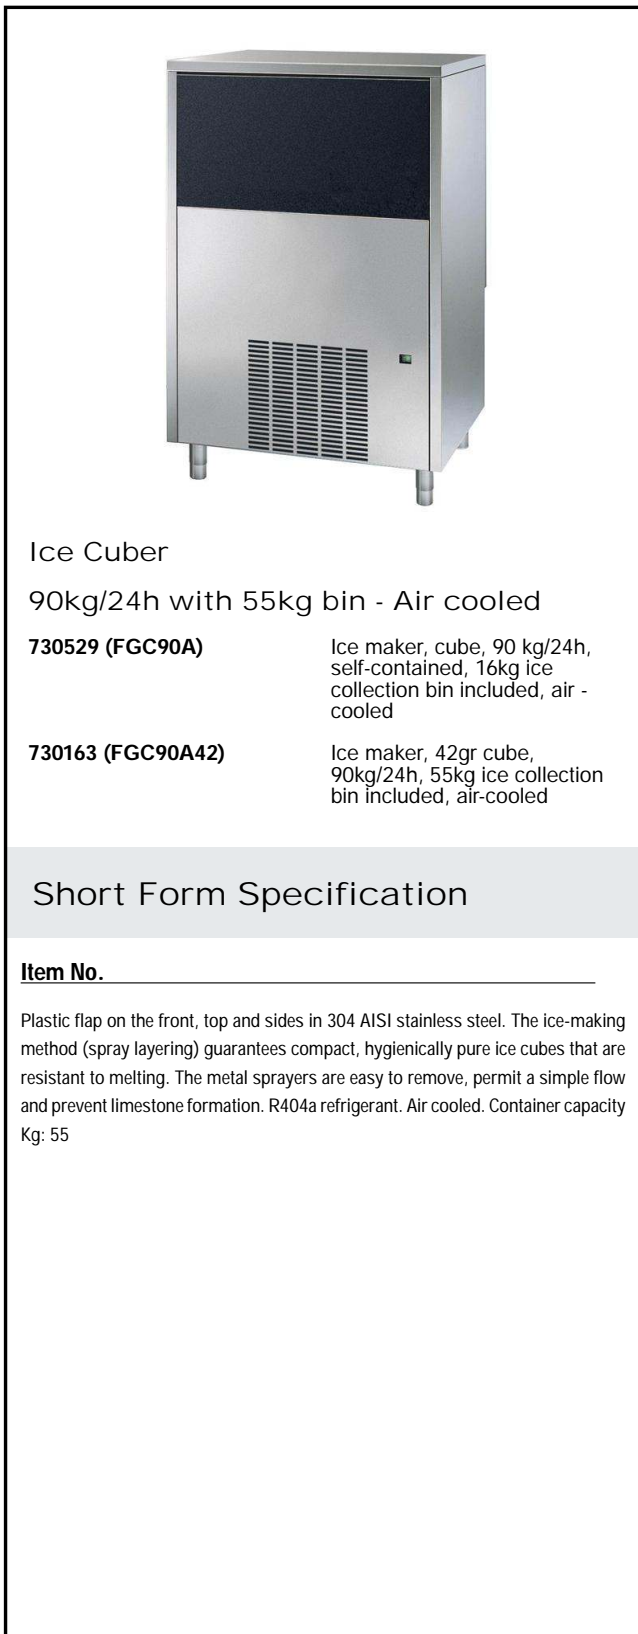 Ice Cuber
90kg/24h with 55kg bin - Air cooled
730529 (FGC90A)
Ice maker, cube, 90 kg/24h,
self-contained, 16kg ice
collection bin included, air -
cooled
730163 (FGC90A42)
Ice maker, 42gr cube,
90kg/24h, 55kg ice collection
bin included, air-cooled
Short Form Specification
Item No.
Plastic flap on the front, top and sides in 304 AISI stainless steel. The ice-making
method (spray layering) guarantees compact, hygienically pure ice cubes that are
resistant to melting. The metal sprayers are easy to remove, permit a simple flow
and prevent limestone formation. R404a refrigerant. Air cooled. Container capacity
Kg: 55